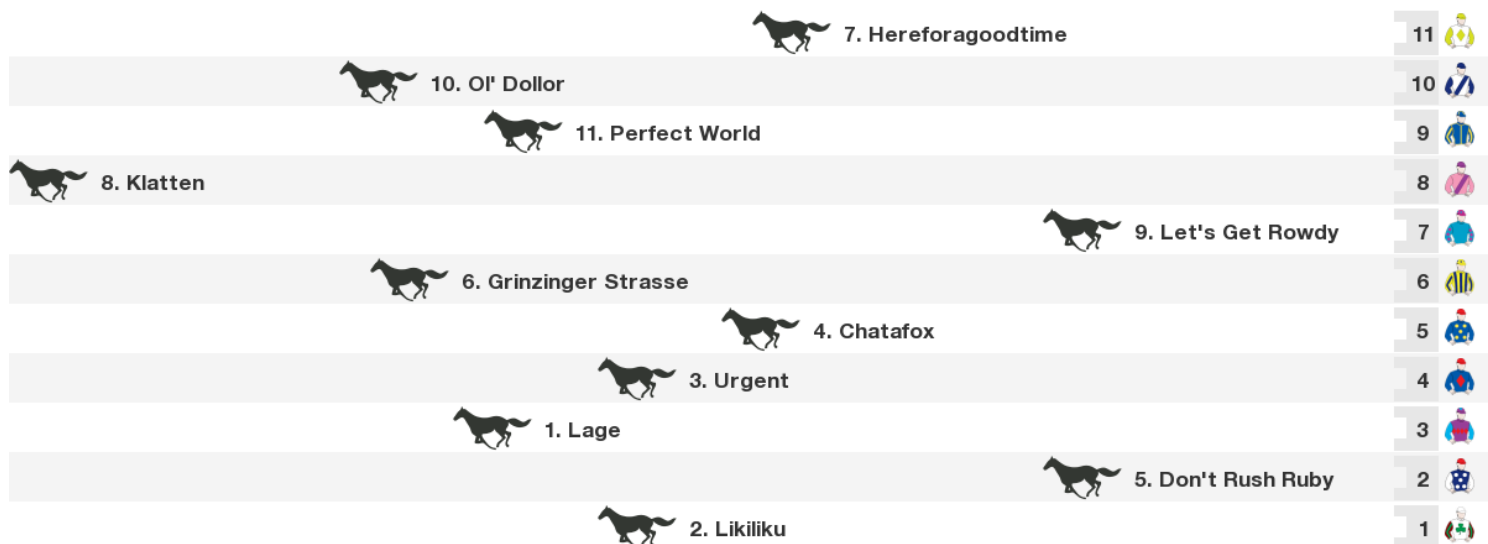 7. Hereforagoodtime 11
10. Ol' Dollor 10
11. Perfect World 9
8. Klatten 8
9. Let's Get Rowdy 7
6. Grinzinger Strasse 6
4. Chatafox 5
3. Urgent 4
1. Lage 3
5. Don't Rush Ruby 2
2. Likiliku 1